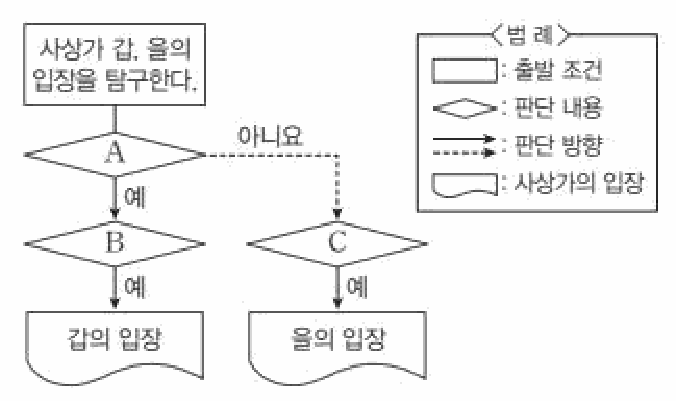 사상가 갑, 을의
입장을 탐구한다.
A
아니요
예
B
C
예
예
갑의 입장
을의 입장
<범 례>
: 출발 조건
: 판단 내용
: 판단 방향
: 사상가의 입장